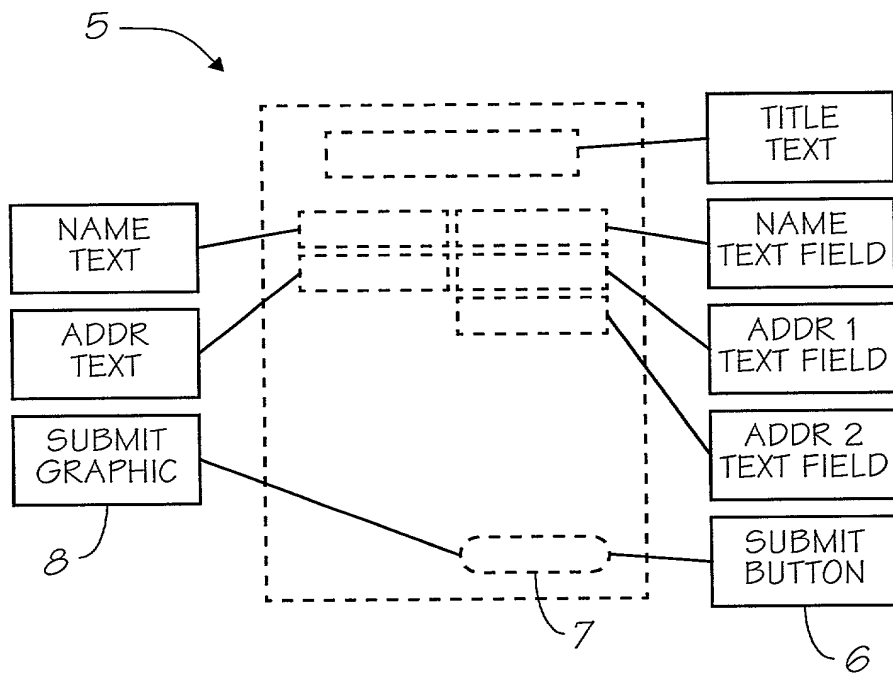 5
TITLE
TEXT
NAME
TEXT
NAME
TEXT FIELD
ADDR
TEXT
ADDR 1
TEXT FIELD
SUBMIT
GRAPHIC
ADDR 2
TEXT FIELD
SUBMIT
BUTTON
8
7
6